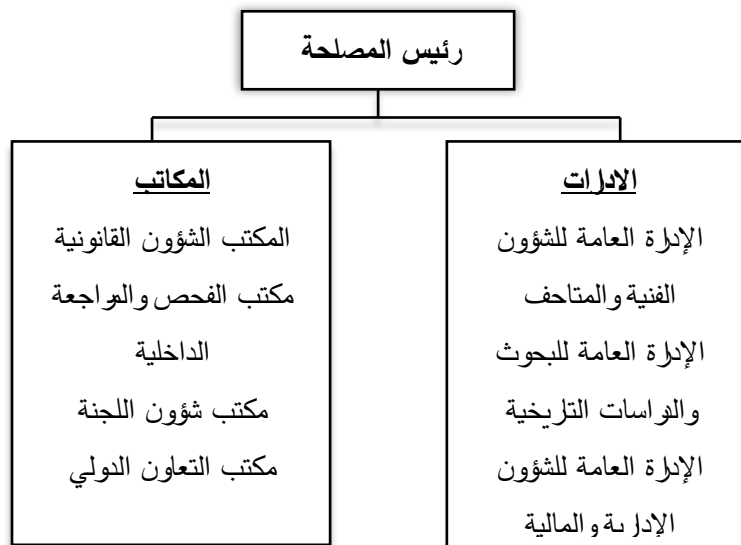 رئيس المصلحة
الادارات
الإدارة العامة للشؤون
الفنية والمتاحف
الإدارة العامة للبحوث
والدراسات التاريخية
الإدارة العامة للشؤون
الإدارية والمالية
المكاتب
المكتب الشؤون القانونية
مكتب الفحص والمراجعة
الداخلية
مكتب شؤون اللجنة
مكتب التعاون الدولي